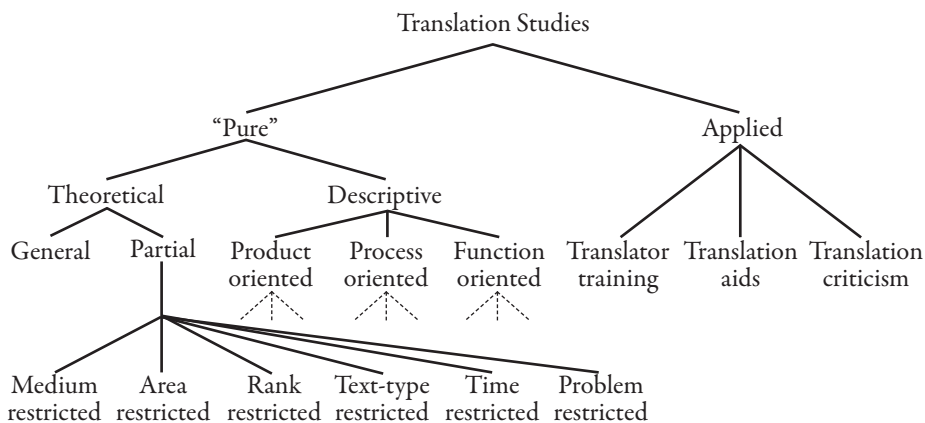 Translation Studies
“Pure” Applied
Theoretical Descriptive
General Partial Product Process Function Translator Translation Translation
oriented oriented oriented training aids criticism
Medium Area Rank Text-type Time Problem
restricted restricted restricted restricted restricted restricted